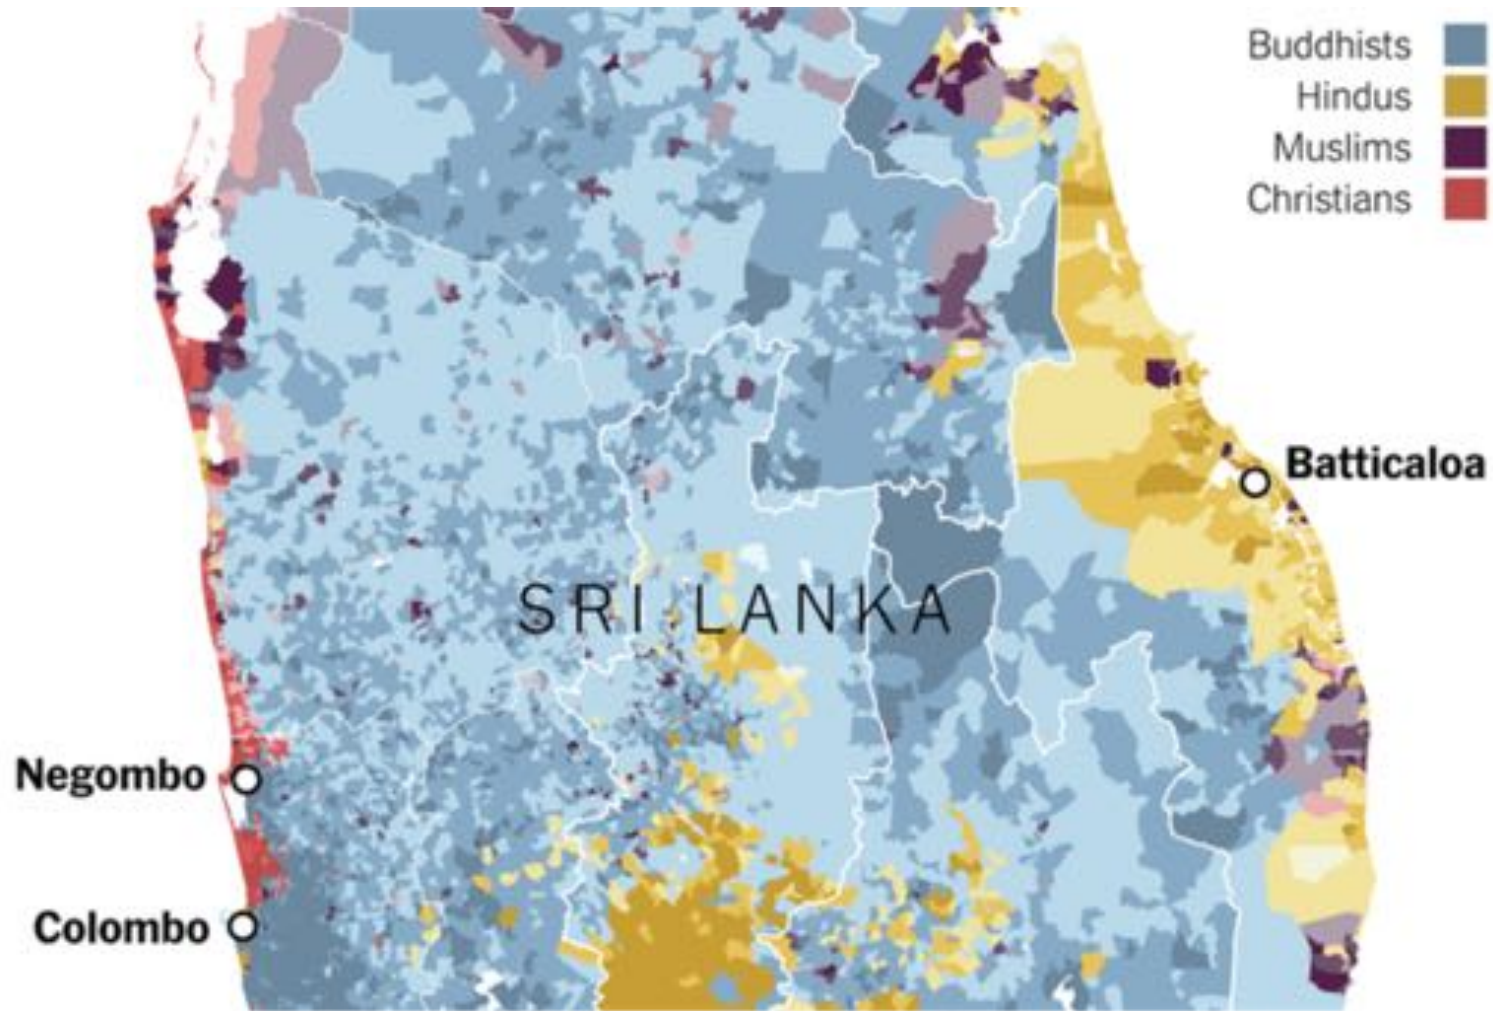 Buddhists
Hindus
Muslims
Christians
Batticaloa
SRI LANKA
Negombo
Colombo